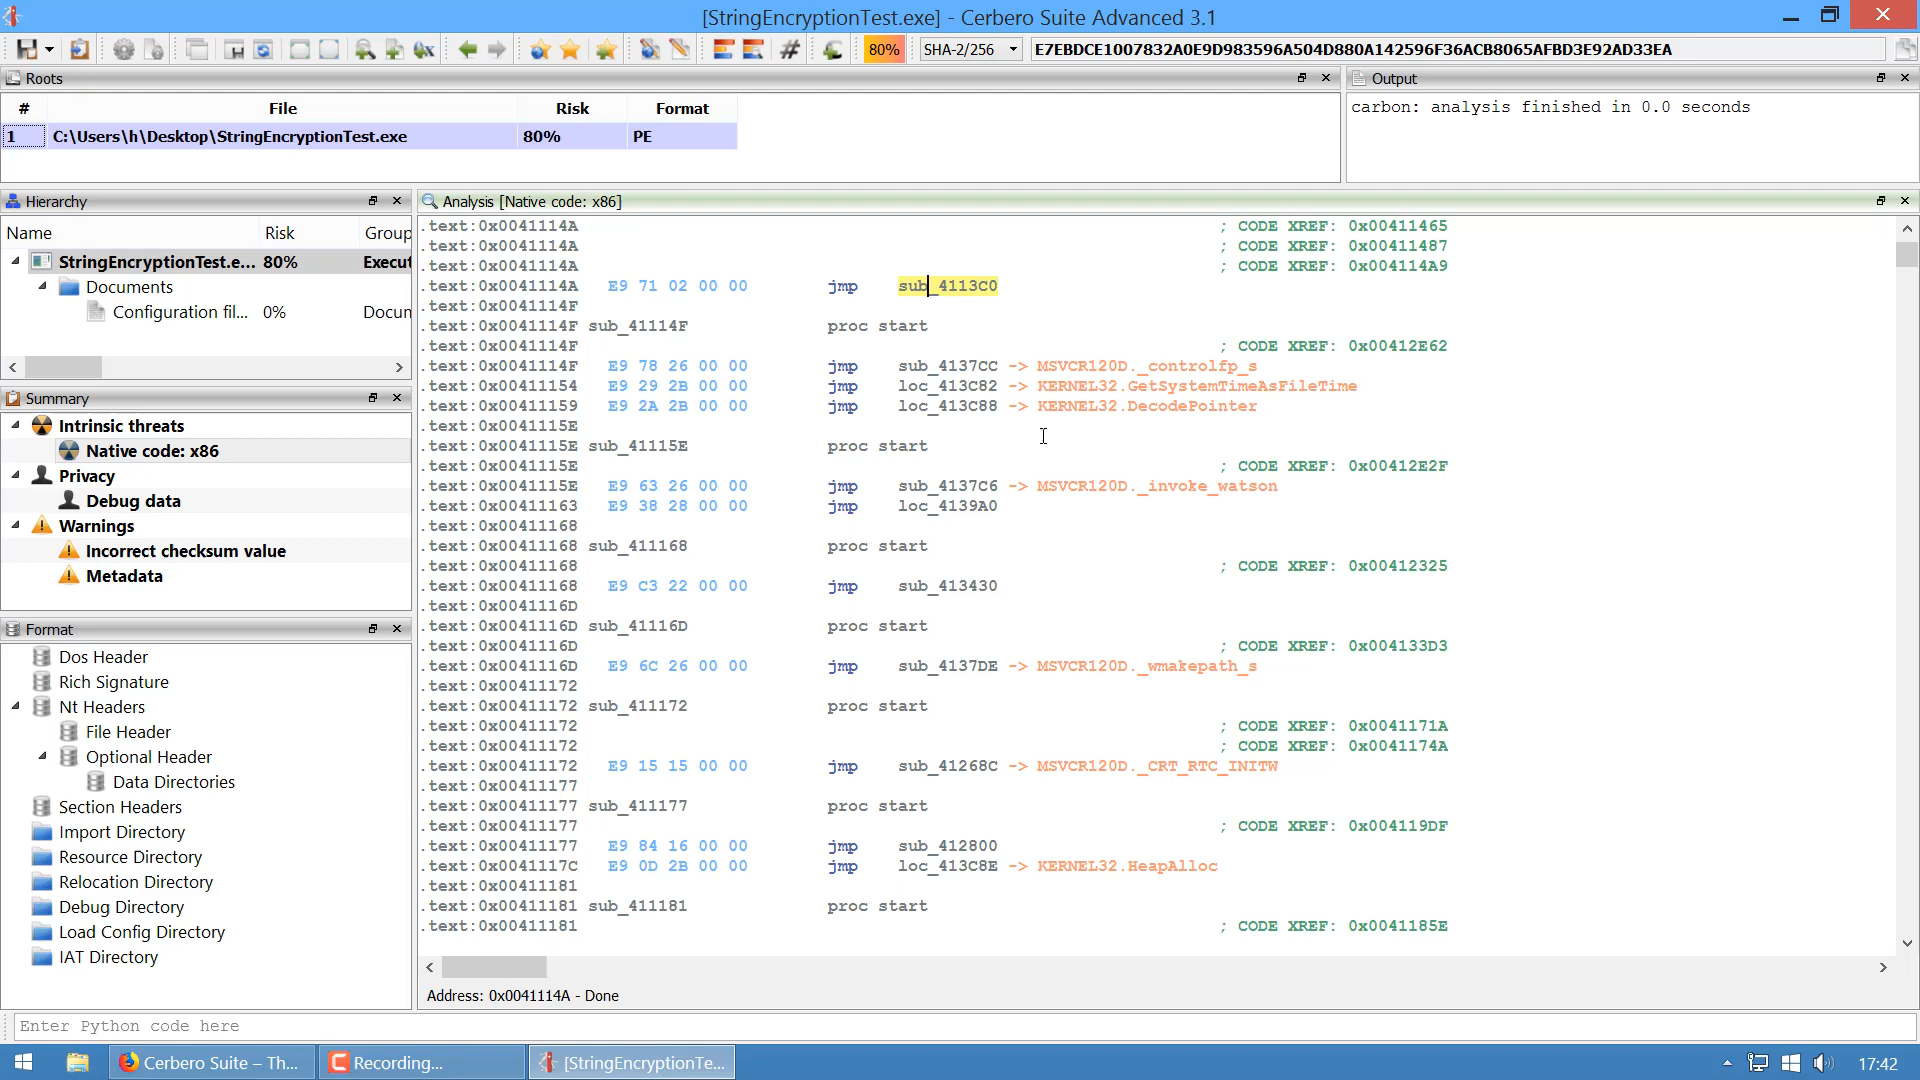 [StringEncryptionTest.exe] - Cerbero Suite Advanced 3.1
80% SHA-2/256 E7EBDCE1007832A0E9D983596A504D880A142596F36ACB8065AFBD3E92AD33EA
Roots
# File Risk Format
1 C:\Users\h\Desktop\StringEncryptionTest.exe 80% PE
Output
carbon: analysis finished in 0.0 seconds
Hierarchy
Name Risk Group
StringEncryptionTest.e... 80% Execut
Documents
Configuration fil... 0% Docun
Summary
Intrinsic threats
Native code: x86
Privacy
Debug data
Warnings
Incorrect checksum value
Metadata
Format
Dos Header
Rich Signature
Nt Headers
File Header
Optional Header
Data Directories
Section Headers
Import Directory
Resource Directory
Relocation Directory
Debug Directory
Load Config Directory
IAT Directory
Analysis [Native code: x86]
.text:0x0041114A ; CODE XREF: 0x00411465
.text:0x0041114A ; CODE XREF: 0x00411487
.text:0x0041114A ; CODE XREF: 0x004114A9
.text:0x0041114A E9 71 02 00 00 jmp sub_4113C0
.text:0x0041114F
.text:0x0041114F sub_41114F proc start
.text:0x0041114F ; CODE XREF: 0x00412E62
.text:0x0041114F E9 78 26 00 00 jmp sub_4137CC -> MSVCR120D._controlfp_s
.text:0x00411154 E9 29 2B 00 00 jmp loc_413C82 -> KERNEL32.GetSystemTimeAsFileTime
.text:0x00411159 E9 2A 2B 00 00 jmp loc_413C88 -> KERNEL32.DecodePointer
.text:0x0041115E
.text:0x0041115E sub_41115E proc start
.text:0x0041115E ; CODE XREF: 0x00412E2F
.text:0x0041115E E9 63 26 00 00 jmp sub_4137C6 -> MSVCR120D._invoke_watson
.text:0x00411163 E9 38 28 00 00 jmp loc_4139A0
.text:0x00411168
.text:0x00411168 sub_411168 proc start
.text:0x00411168 ; CODE XREF: 0x00412325
.text:0x00411168 E9 C3 22 00 00 jmp sub_413430
.text:0x0041116D
.text:0x0041116D sub_41116D proc start
.text:0x0041116D ; CODE XREF: 0x004133D3
.text:0x0041116D E9 6C 26 00 00 jmp sub_4137DE -> MSVCR120D._wmakepath_s
.text:0x00411172
.text:0x00411172 sub_411172 proc start
.text:0x00411172 ; CODE XREF: 0x0041171A
.text:0x00411172 ; CODE XREF: 0x0041174A
.text:0x00411172 E9 15 15 00 00 jmp sub_41268C -> MSVCR120D._CRT_RTC_INITW
.text:0x00411177
.text:0x00411177 sub_411177 proc start
.text:0x00411177 ; CODE XREF: 0x004119DF
.text:0x00411177 E9 84 16 00 00 jmp sub_412800
.text:0x0041117C E9 0D 2B 00 00 jmp loc_413C8E -> KERNEL32.HeapAlloc
.text:0x00411181
.text:0x00411181 sub_411181 proc start
.text:0x00411181 ; CODE XREF: 0x0041185E
Address: 0x0041114A - Done
Enter Python code here
Cerbero Suite – Th...
Recording...
[StringEncryptionTe...
17:42